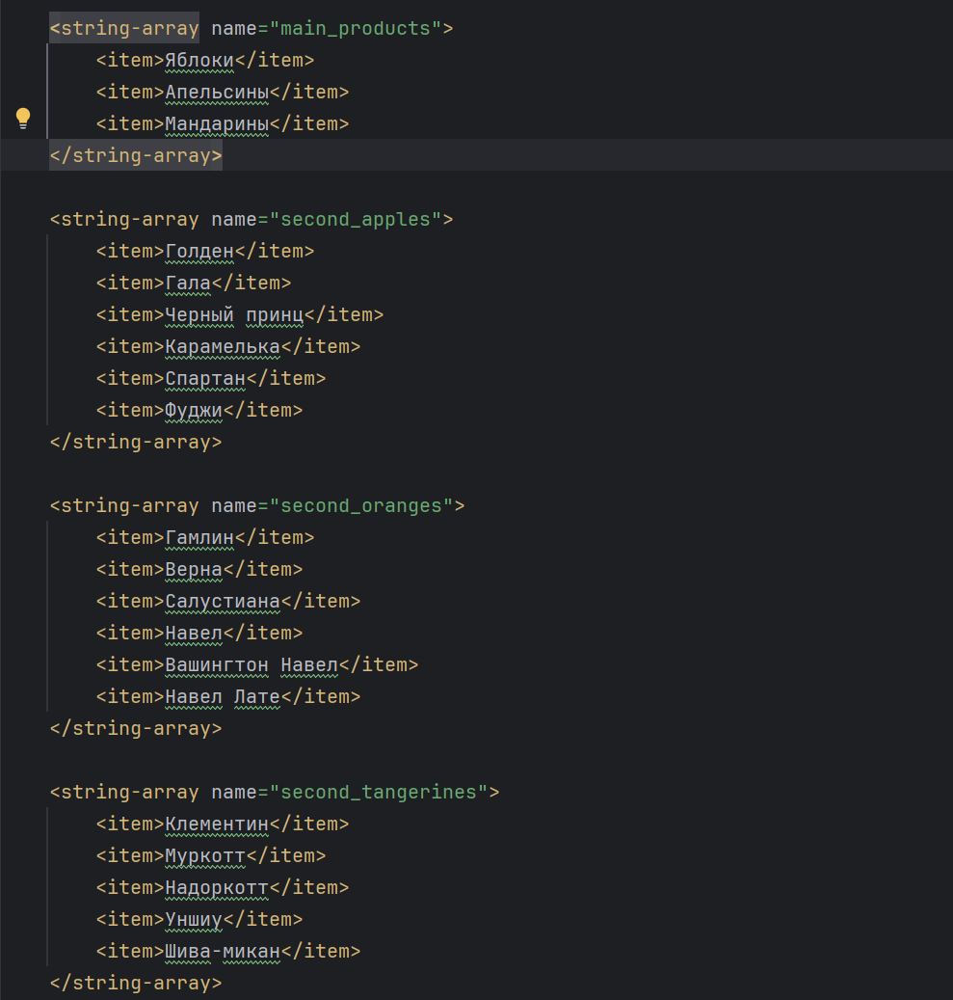 <string-array name="main_products">
<item>Яблоки</item>
<item>Апельсины</item>
<item>Мандарины</item>
</string-array>
<string-array name="second_apples">
<item>Голден</item>
<item>Гала</item>
<item>Черный принц</item>
<item>Карамелька</item>
<item>Спартан</item>
<item>Фуджи</item>
</string-array>
<string-array name="second_oranges">
<item>Гамлин</item>
<item>Верна</item>
<item>Салустиана</item>
<item>Навел</item>
<item>Вашингтон Навел</item>
<item>Навел Лате</item>
</string-array>
<string-array name="second_tangerines">
<item>Клементин</item>
<item>Муркотт</item>
<item>Надоркотт</item>
<item>Уншиу</item>
<item>Шива-микан</item>
</string-array>